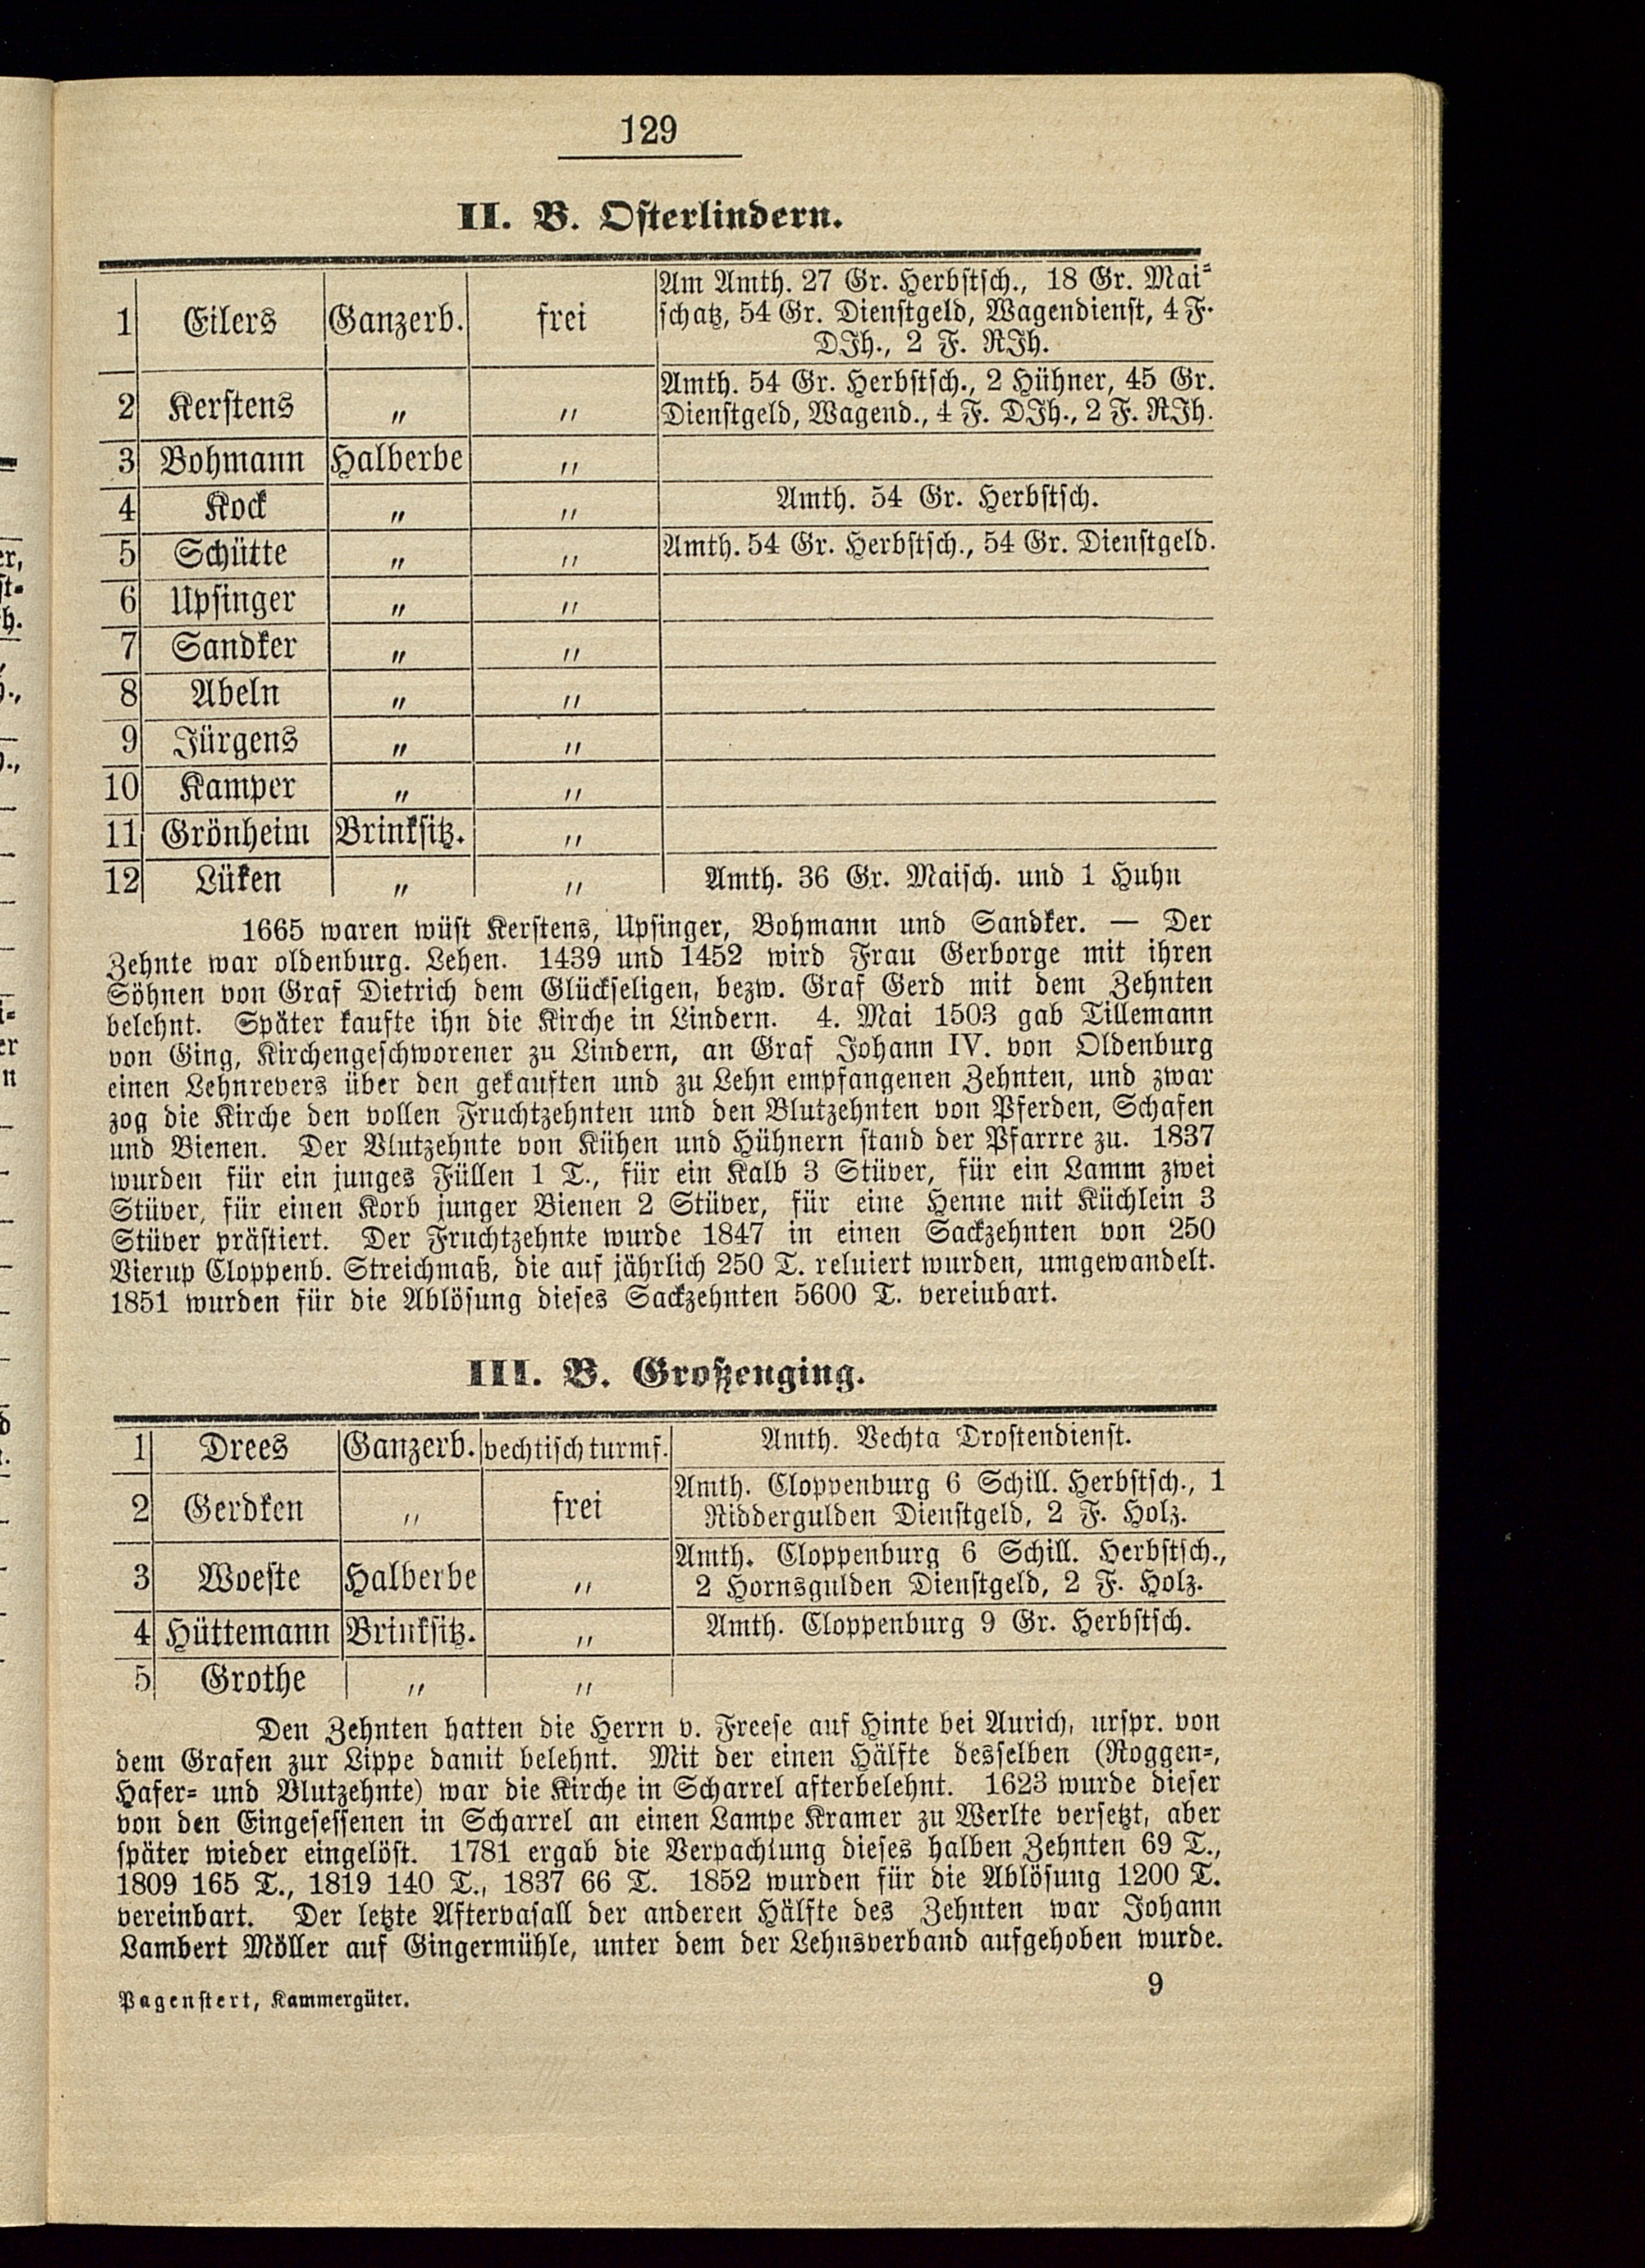 129
II. B. Osterlindern.
1 Eilers Ganzerb. frei Am Amth. 27 Gr. Herbstsch., 18 Gr. Mai-
schatz, 54 Gr. Dienstgeld, Wagendienst, 4 F.
DJh., 2 F. RJh.
2 Kerstens " " Amth. 54 Gr. Herbstsch., 2 Hühner, 45 Gr.
Dienstgeld, Wagend., 4 F. DJh., 2 F. RJh.
3 Bohmann Halberbe "
4 Kock " " Amth. 54 Gr. Herbstsch.
5 Schütte " " Amth. 54 Gr. Herbstsch., 54 Gr. Dienstgeld.
6 Upsinger " "
7 Sandker " "
8 Abeln " "
9 Jürgens " "
10 Kamper " "
11 Grönheim Brinksitz. "
12 Lüken " " Amth. 36 Gr. Maisch. und 1 Huhn
1665 waren wüst Kerstens, Upsinger, Bohmann und Sandker. — Der
Zehnte war oldenburg. Lehen. 1439 und 1452 wird Frau Gerborge mit ihren
Söhnen von Graf Dietrich dem Glückseligen, bezw. Graf Gerd mit dem Zehnten
belehnt. Später kaufte ihn die Kirche in Lindern. 4. Mai 1503 gab Tillemann
von Ging, Kirchengeschworener zu Lindern, an Graf Johann IV. von Oldenburg
einen Lehnrevers über den gekauften und zu Lehn empfangenen Zehnten, und zwar
zog die Kirche den vollen Fruchtzehnten und den Blutzehnten von Pferden, Schafen
und Bienen. Der Blutzehnte von Kühen und Hühnern stand der Pfarrre zu. 1837
wurden für ein junges Füllen 1 T., für ein Kalb 3 Stüver, für ein Lamm zwei
Stüver, für einen Korb junger Bienen 2 Stüver, für eine Henne mit Küchlein 3
Stüver prästiert. Der Fruchtzehnte wurde 1847 in einen Sackzehnten von 250
Vierup Cloppenb. Streichmaß, die auf jährlich 250 T. reluiert wurden, umgewandelt.
1851 wurden für die Ablösung dieses Sackzehnten 5600 T. vereinbart.
III. B. Großenging.
1 Drees Ganzerb. vechtisch turmf. Amth. Vechta Drostendienst.
2 Gerdken " frei Amth. Cloppenburg 6 Schill. Herbstsch., 1
Riddergulden Dienstgeld, 2 F. Holz.
3 Woeste Halberbe " Amth. Cloppenburg 6 Schill. Herbstsch.,
2 Hornsgulden Dienstgeld, 2 F. Holz.
4 Hüttemann Brinksitz. " Amth. Cloppenburg 9 Gr. Herbstsch.
5 Grothe " "
Den Zehnten hatten die Herrn v. Freese auf Hinte bei Aurich, urspr. von
dem Grafen zur Lippe damit belehnt. Mit der einen Hälfte desselben (Roggen-,
Hafer- und Blutzehnte) war die Kirche in Scharrel afterbelehnt. 1623 wurde dieser
von den Eingesessenen in Scharrel an einen Lampe Kramer zu Werlte versetzt, aber
später wieder eingelöst. 1781 ergab die Verpachtung dieses halben Zehnten 69 T.,
1809 165 T., 1819 140 T., 1837 66 T. 1852 wurden für die Ablösung 1200 T.
vereinbart. Der letzte Aftervasall der anderen Hälfte des Zehnten war Johann
Lambert Möller auf Gingermühle, unter dem der Lehnsverband aufgehoben wurde.
Pagenstert, Kammergüter. 9